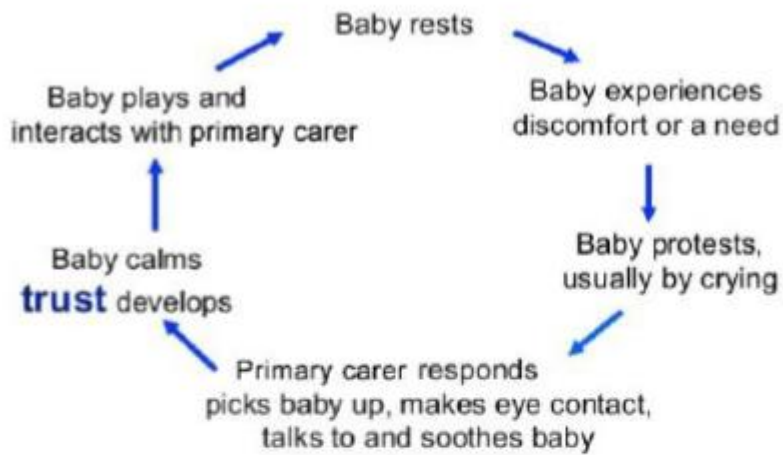 Baby rests
Baby experiences
discomfort or a need
Baby protests,
usually by crying
Primary carer responds
picks baby up, makes eye contact,
talks to and soothes baby
Baby calms
trust develops
Baby plays and
interacts with primary carer